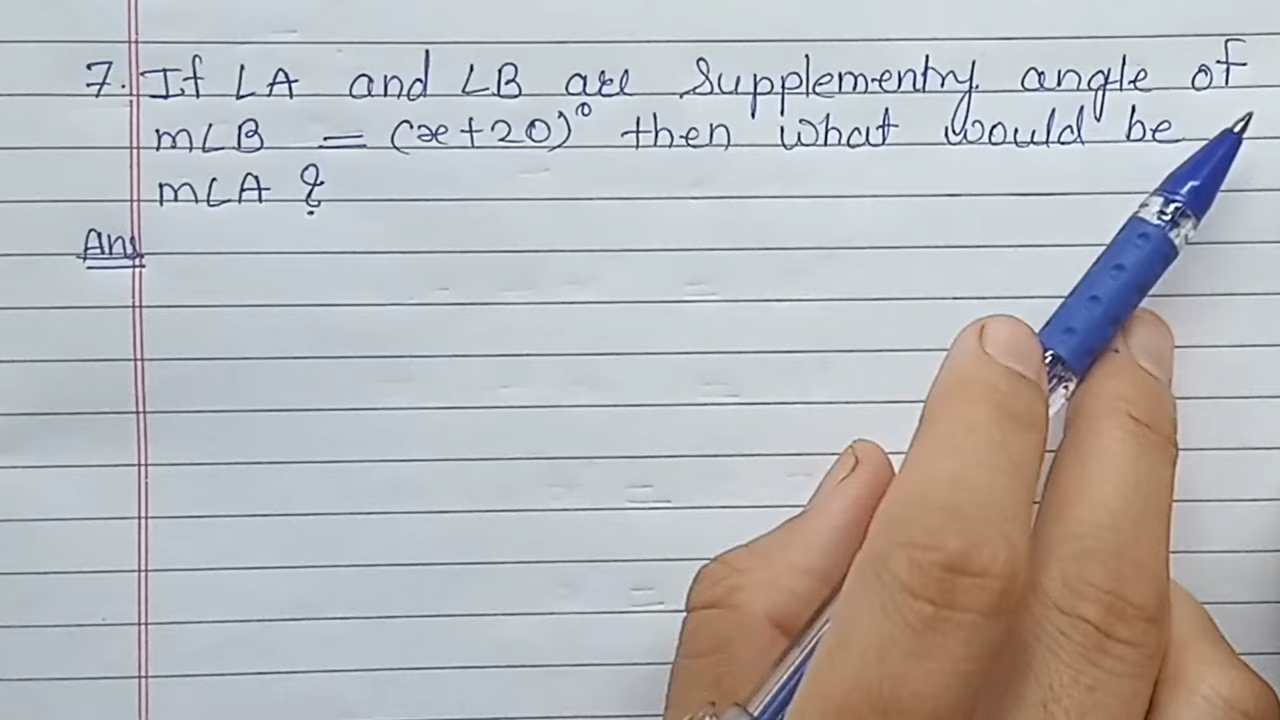 7. If ∠A and ∠B are Supplementry angle of
m∠B = (x+20)° then what would be
m∠A ?
Ans